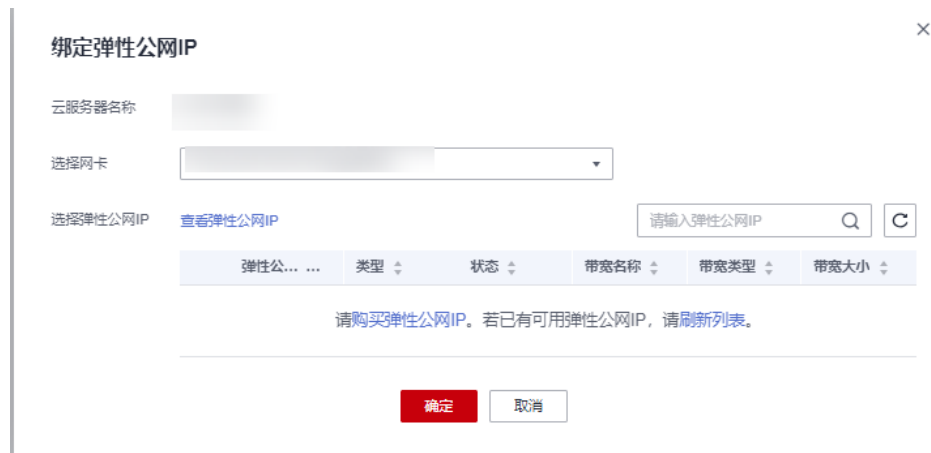 绑定弹性公网IP
云服务器名称
选择网卡
选择弹性公网IP 查看弹性公网IP 请输入弹性公网IP
弹性公... ... 类型 状态 带宽名称 带宽类型 带宽大小
请购买弹性公网IP。若已有可用弹性公网IP，请刷新列表。
确定 取消